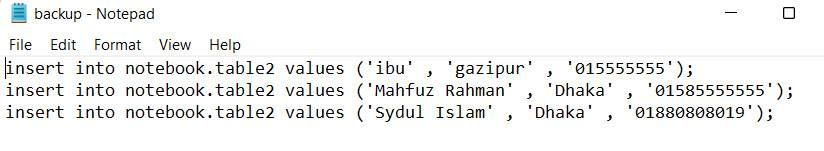 backup - Notepad
File Edit Format View Help
insert into notebook.table2 values ('ibu' , 'gazipur' , '015555555');
insert into notebook.table2 values ('Mahfuz Rahman' , 'Dhaka' , '01585555555');
insert into notebook.table2 values ('Sydul Islam' , 'Dhaka' , '01880808019');